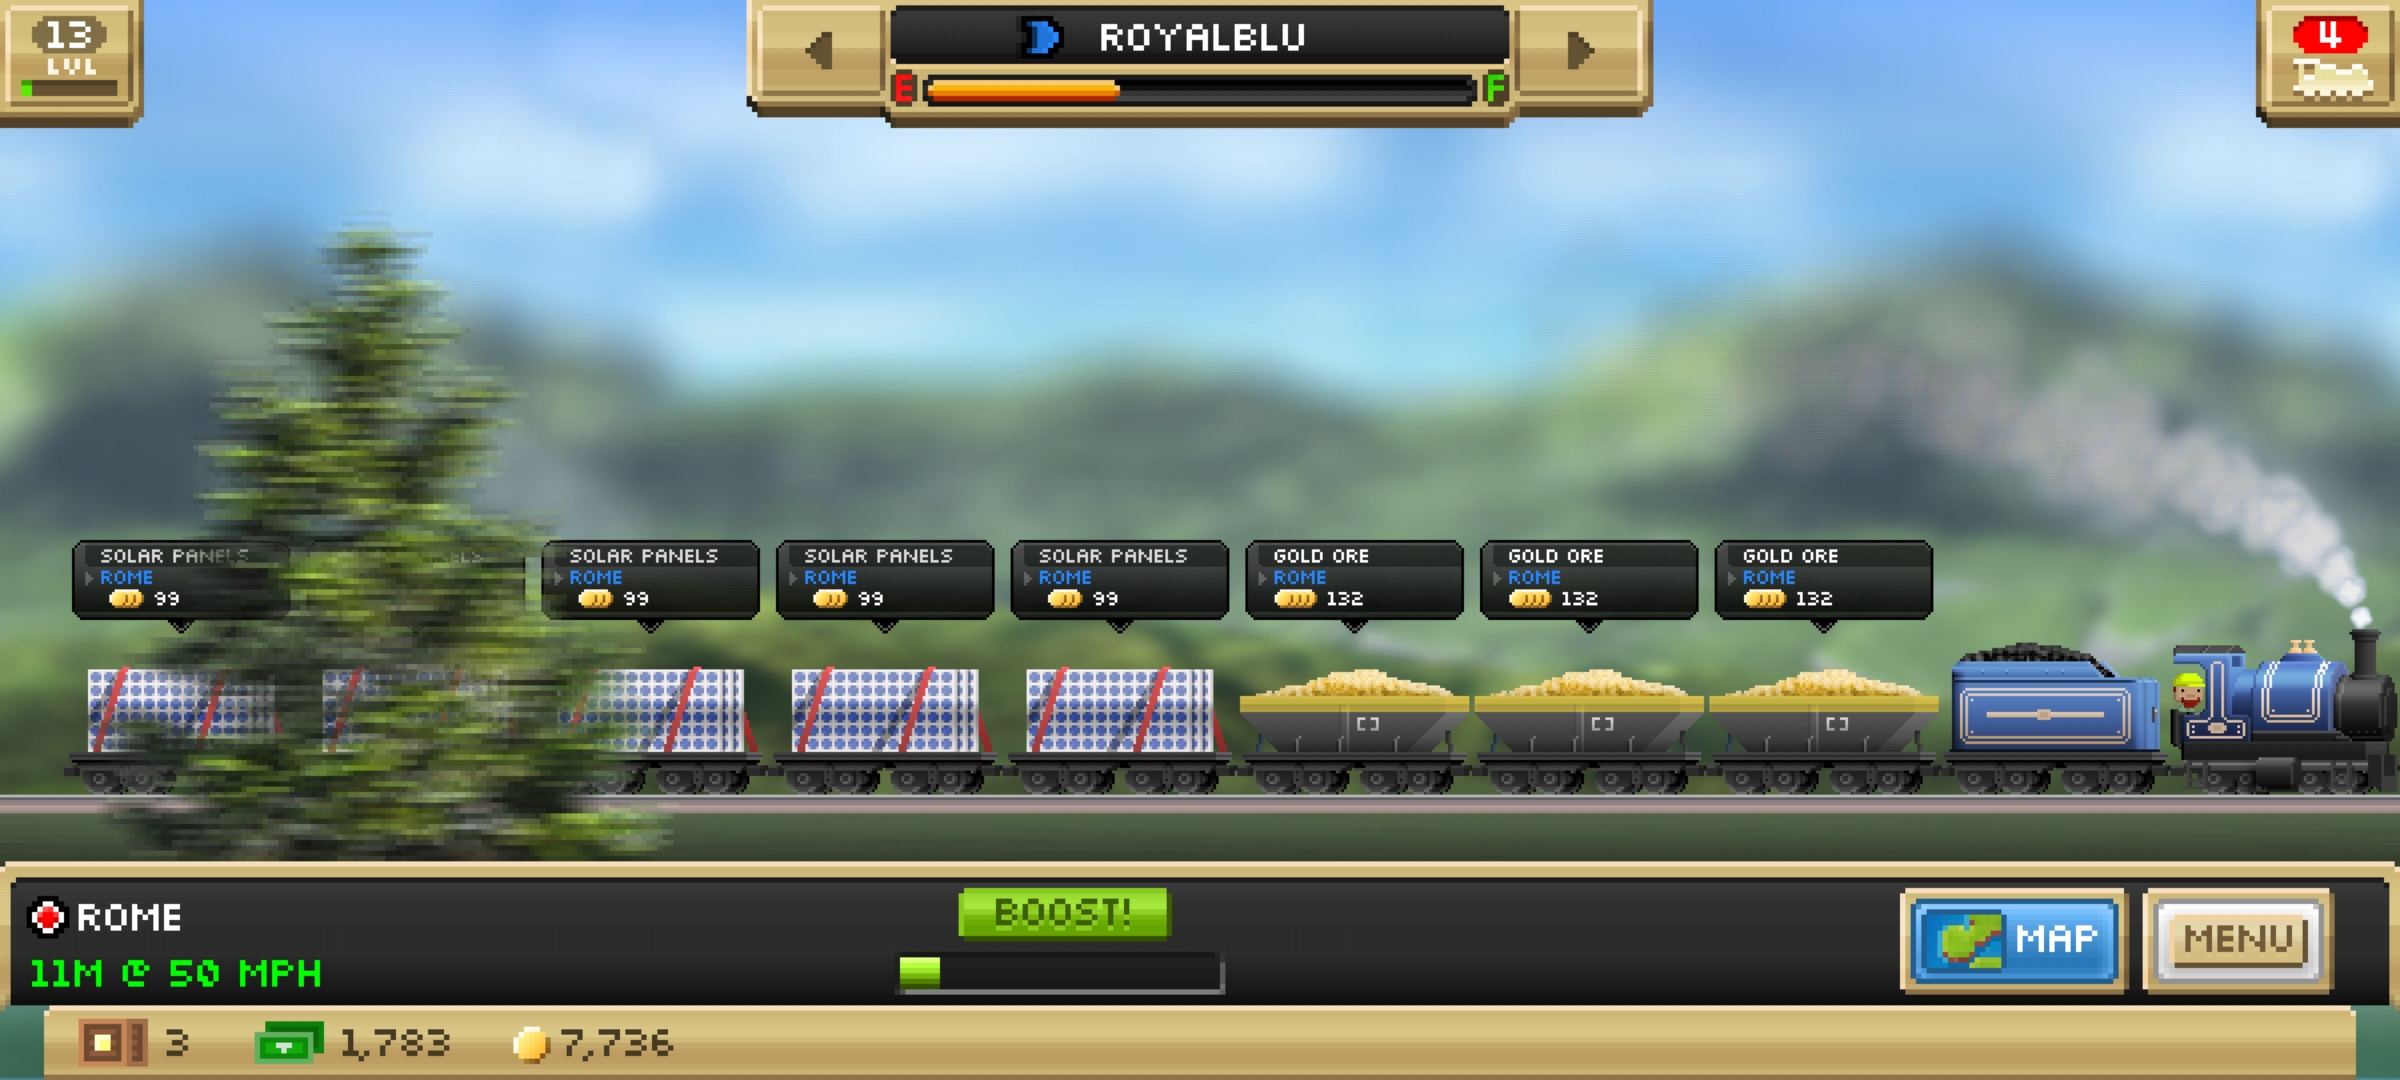 13
LVL
ROYALBLU
E F
4
SOLAR PANELS
ROME
99
SOLAR PANELS
ROME
99
SOLAR PANELS
ROME
99
SOLAR PANELS
ROME
99
GOLD ORE
ROME
132
GOLD ORE
ROME
132
GOLD ORE
ROME
132
ROME
11M @ 50 MPH
BOOST!
MAP
MENU
3
1,783
7,736